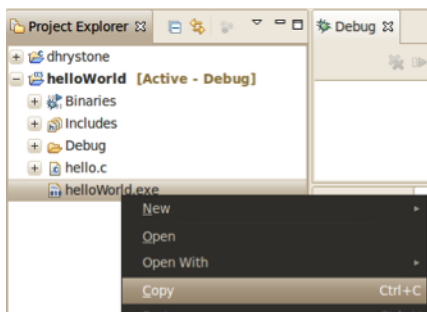 Project Explorer
Debug
dhrystone
helloWorld [Active - Debug]
Binaries
Includes
Debug
hello.c
helloWorld.exe
New
Open
Open With
Copy Ctrl+C